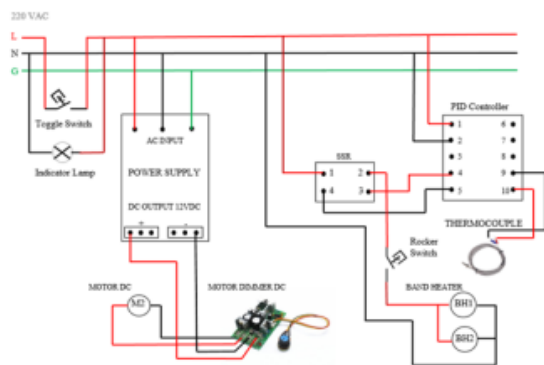 220 VAC
L
N
G
Toggle Switch
Indicator Lamp
AC INPUT
POWER SUPPLY
DC OUTPUT 12VDC
+
-
MOTOR DC
M2
MOTOR DIMMER DC
SSR
1
2
4
3
PID Controller
1
6
2
7
3
8
4
9
5
10
THERMOCOUPLE
Rocker
Switch
BAND HEATER
BH1
BH2